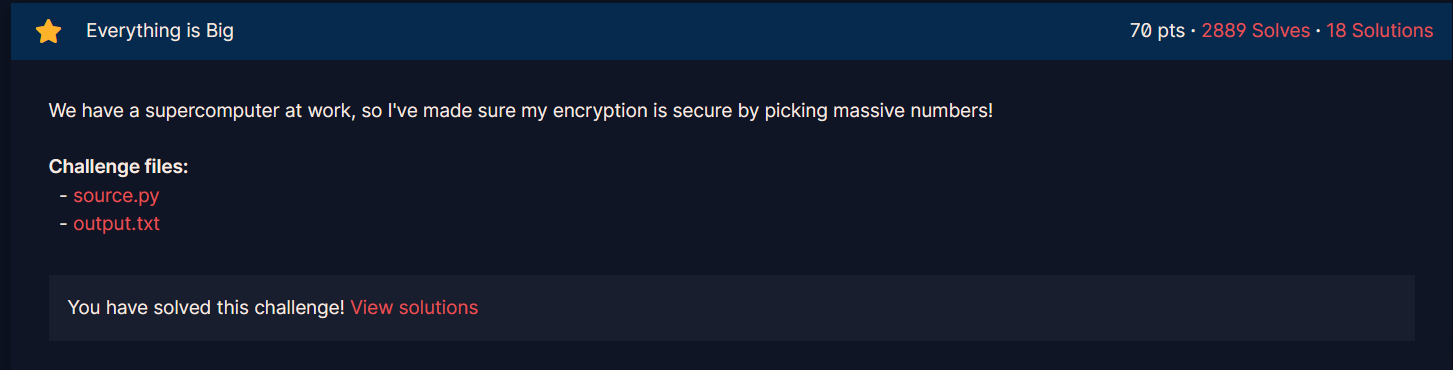 Everything is Big 70 pts · 2889 Solves · 18 Solutions
We have a supercomputer at work, so I've made sure my encryption is secure by picking massive numbers!
Challenge files:
- source.py
- output.txt
You have solved this challenge! View solutions